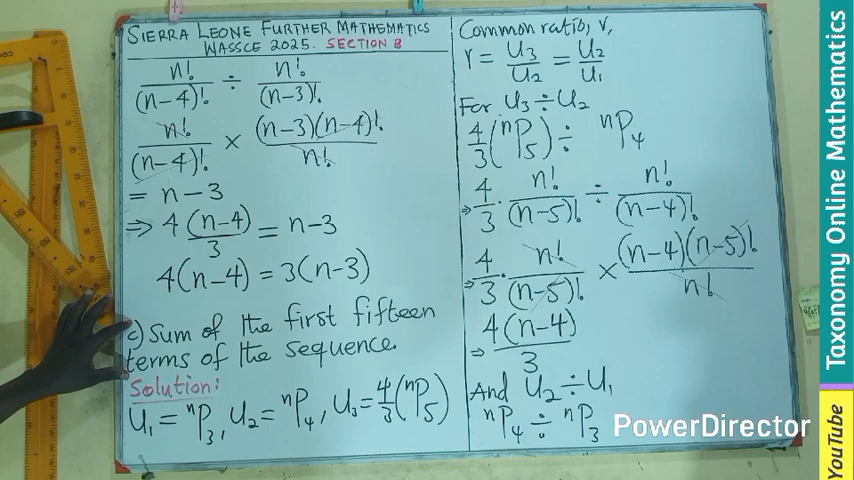 SIERRA LEONE FURTHER MATHEMATICS
WASSCE 2025. SECTION B
n!/(n-4)! ÷ n!/(n-3)!
n!/(n-4)! × (n-3)(n-4)!/n!
= n-3
⇒ 4(n-4)/3 = n-3
4(n-4) = 3(n-3)
c) Sum of the first fifteen
terms of the sequence.
Solution:
U₁ = ⁿP₃, U₂ = ⁿP₄, U₃ = 4/3(ⁿP₅)
Common ratio, r,
r = U₃/U₂ = U₂/U₁
For U₃ ÷ U₂
4/3(ⁿP₅) ÷ ⁿP₄
⇒ 4/3 · n!/(n-5)! ÷ n!/(n-4)!
⇒ 4/3 · n!/(n-5)! × (n-4)(n-5)!/n!
⇒ 4(n-4)/3
And U₂ ÷ U₁
ⁿP₄ ÷ ⁿP₃
PowerDirector
Taxonomy Online Mathematics
YouTube